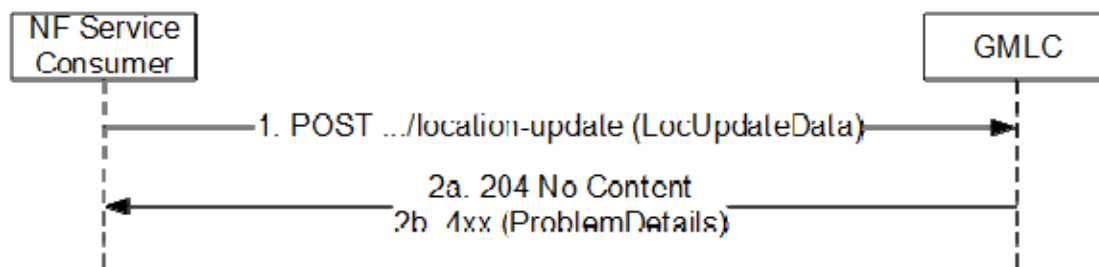 NF Service
Consumer
GMLC
1. POST .../location-update (LocUpdateData)
2a. 204 No Content
2b. 4xx (ProblemDetails)